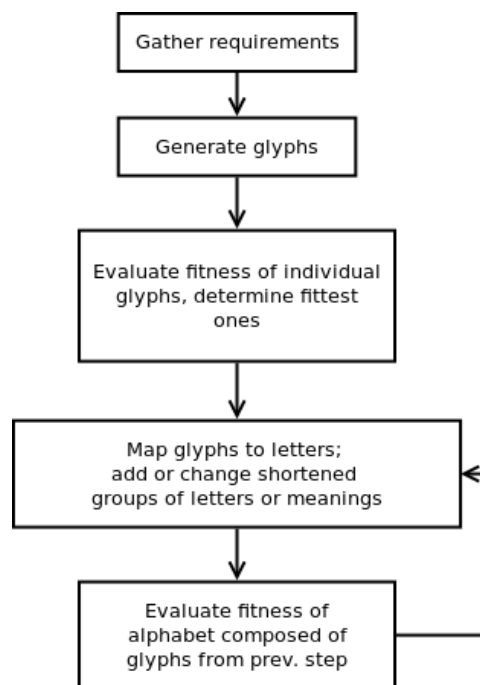 Gather requirements
Generate glyphs
Evaluate fitness of individual
glyphs, determine fittest
ones
Map glyphs to letters;
add or change shortened
groups of letters or meanings
Evaluate fitness of
alphabet composed of
glyphs from prev. step